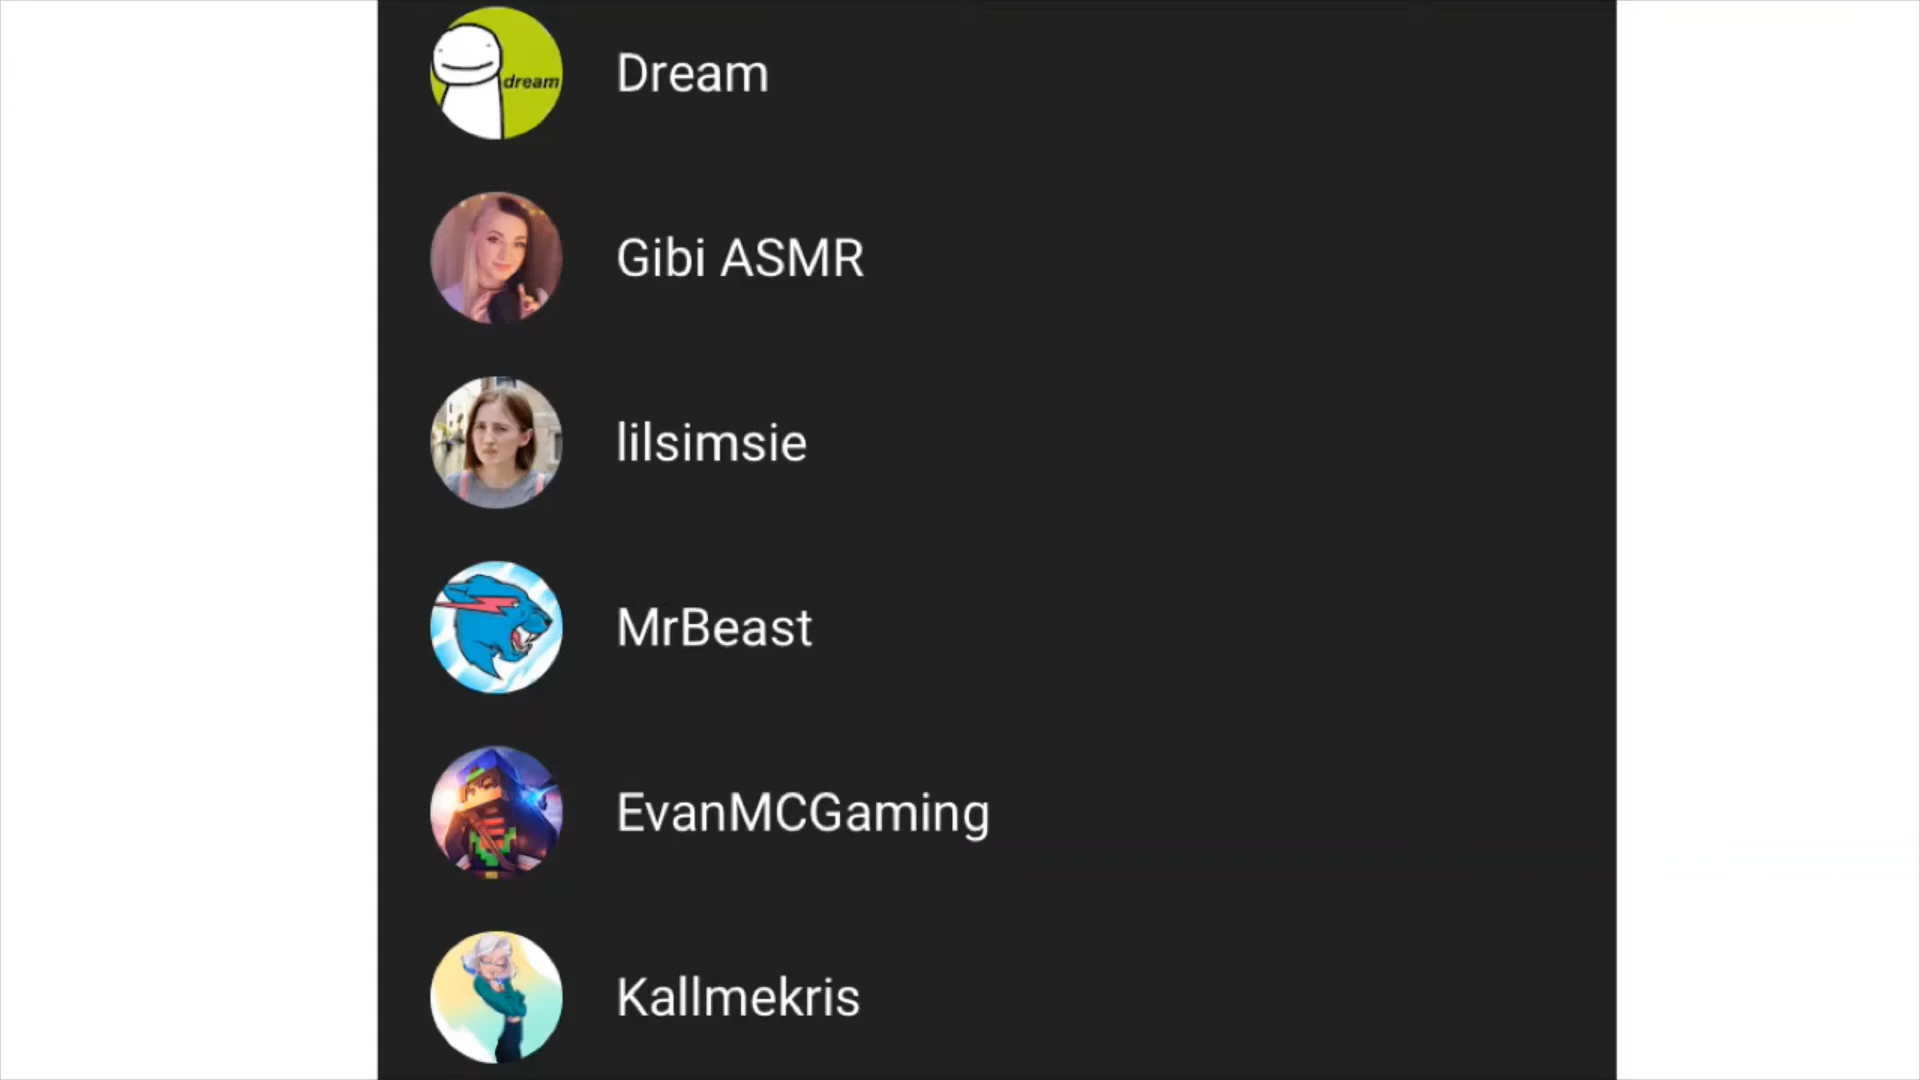 dream
Dream
Gibi ASMR
lilsimsie
MrBeast
EvanMCGaming
Kallmekris